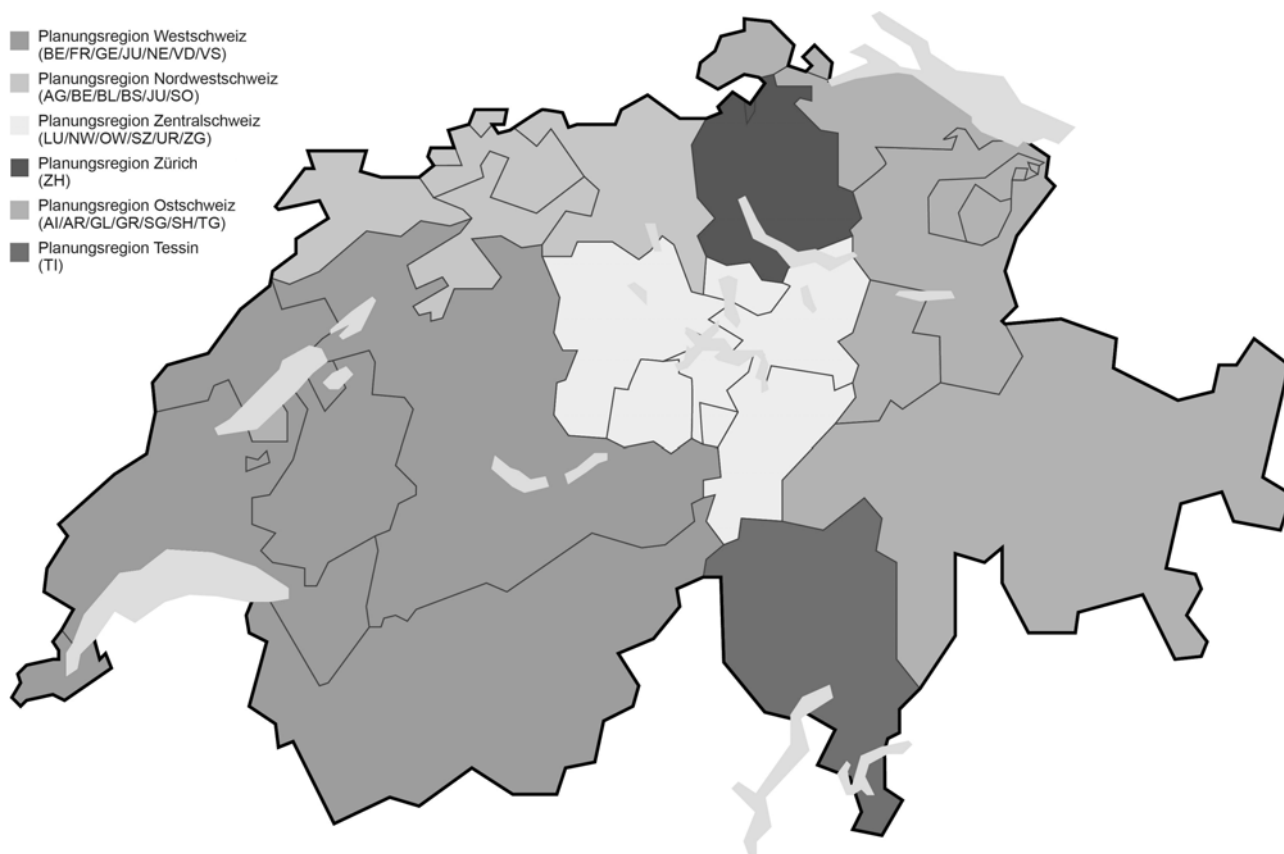 Planungsregion Westschweiz
(BE/FR/GE/JU/NE/VD/VS)
Planungsregion Nordwestschweiz
(AG/BE/BL/BS/JU/SO)
Planungsregion Zentralschweiz
(LU/NW/OW/SZ/UR/ZG)
Planungsregion Zürich
(ZH)
Planungsregion Ostschweiz
(AI/AR/GL/GR/SG/SH/TG)
Planungsregion Tessin
(TI)